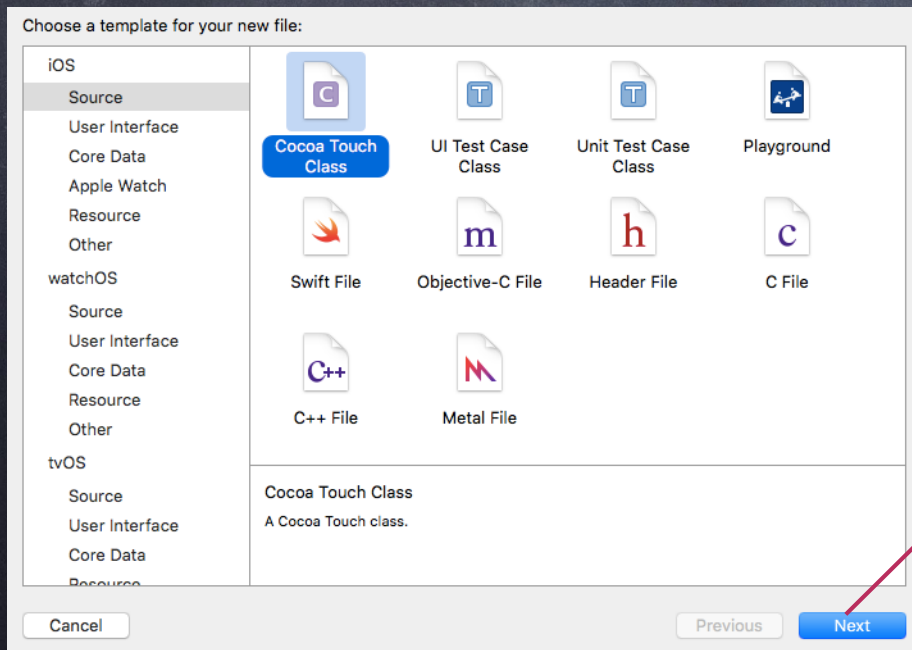 Choose a template for your new file:
iOS
Source
User Interface
Core Data
Apple Watch
Resource
Other
watchOS
Source
User Interface
Core Data
Resource
Other
tvOS
Source
User Interface
Core Data
Resource
C
Cocoa Touch
Class
T
UI Test Case
Class
T
Unit Test Case
Class
Playground
Swift File
m
Objective-C File
h
Header File
c
C File
C++
C++ File
Metal File
Cocoa Touch Class
A Cocoa Touch class.
Cancel
Previous
Next